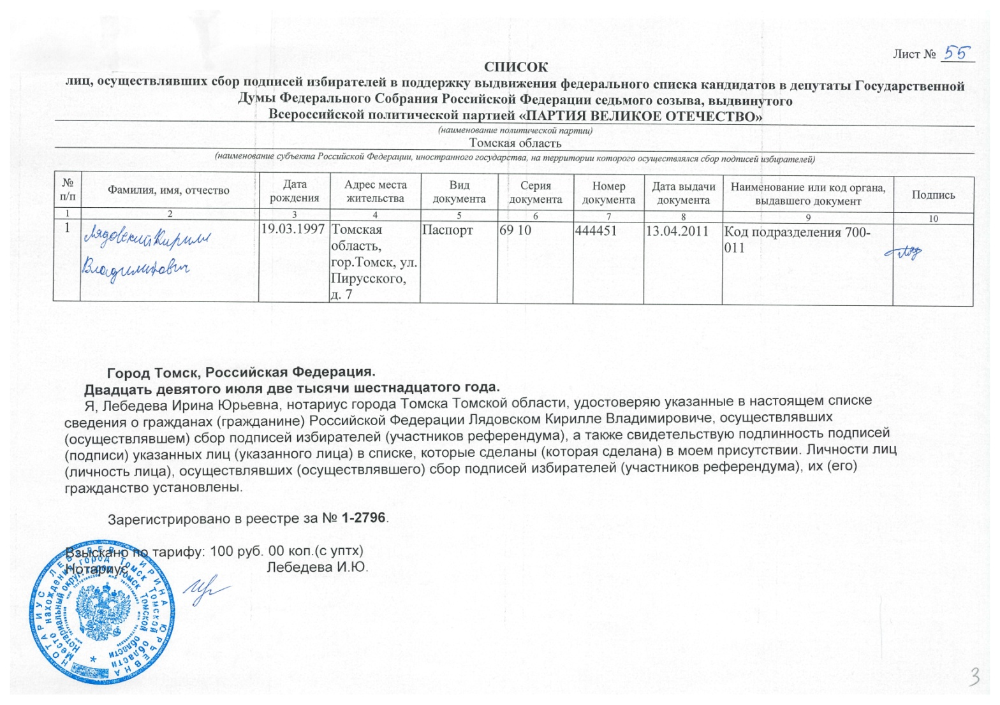 Лист № 55
СПИСОК
лиц, осуществлявших сбор подписей избирателей в поддержку выдвижения федерального списка кандидатов в депутаты Государственной
Думы Федерального Собрания Российской Федерации седьмого созыва, выдвинутого
Всероссийской политической партией «ПАРТИЯ ВЕЛИКОЕ ОТЕЧЕСТВО»
(наименование политической партии)
Томская область
(наименование субъекта Российской Федерации, иностранного государства, на территории которого осуществлялся сбор подписей избирателей)
№ п/п Фамилия, имя, отчество Дата рождения Адрес места жительства Вид документа Серия документа Номер документа Дата выдачи документа Наименование или код органа, выдавшего документ Подпись
1 2 3 4 5 6 7 8 9 10
1 Лядовский Кирилл 19.03.1997 Томская Паспорт 69 10 444451 13.04.2011 Код подразделения 700-
область, 011
Владимирович гор.Томск, ул.
Пирусского,
д. 7
Город Томск, Российская Федерация.
Двадцать девятого июля две тысячи шестнадцатого года.
Я, Лебедева Ирина Юрьевна, нотариус города Томска Томской области, удостоверяю указанные в настоящем списке
сведения о гражданах (гражданине) Российской Федерации Лядовском Кирилле Владимировиче, осуществлявших
(осуществлявшем) сбор подписей избирателей (участников референдума), а также свидетельствую подлинность подписей
(подписи) указанных лиц (указанного лица) в списке, которые сделаны (которая сделана) в моем присутствии. Личности лиц
(личность лица), осуществлявших (осуществлявшего) сбор подписей избирателей (участников референдума), их (его)
гражданство установлены.
Зарегистрировано в реестре за № 1-2796.
Взыскано по тарифу: 100 руб. 00 коп.(с уптх)
Нотариус Лебедева И.Ю.
НОТАРИУС ЛЕБЕДЕВА ИРИНА ЮРЬЕВНА
Место нахождения: город Томск Томской области
Нотариальный округ: город Томск Томской области
3